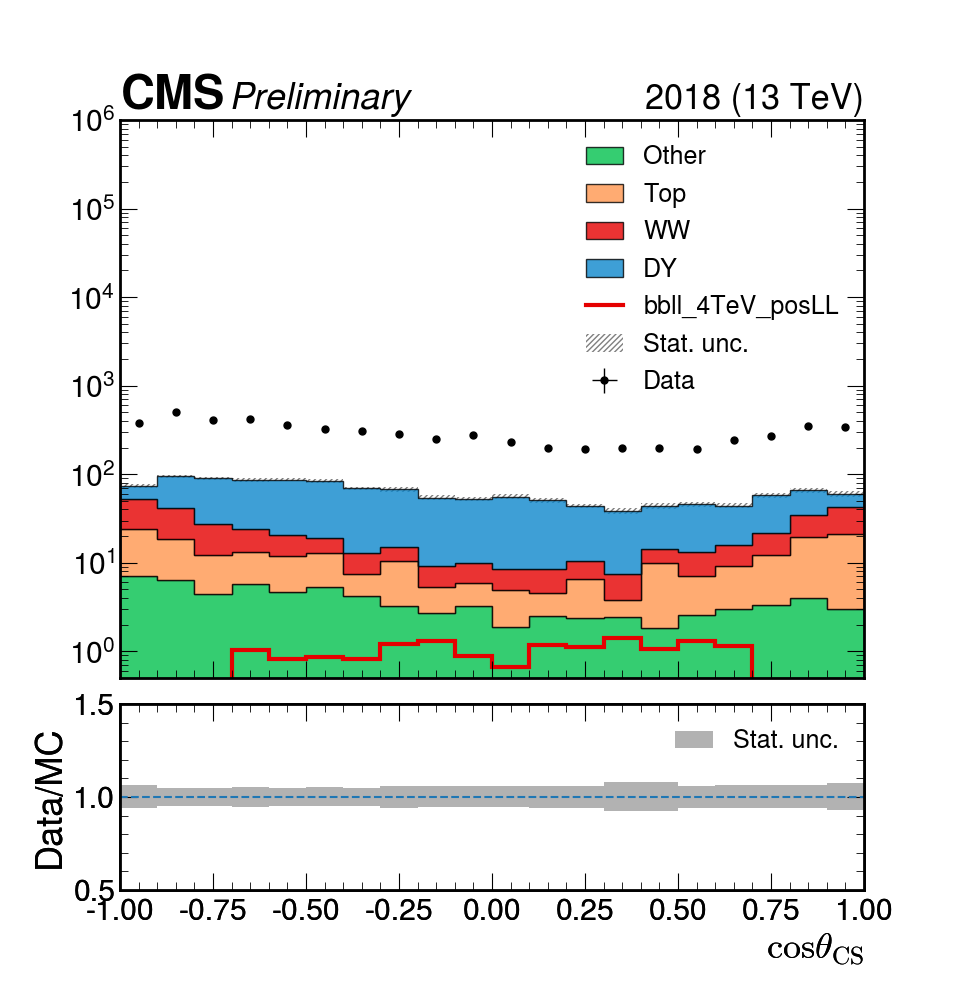 CMS Preliminary 2018 (13 TeV)
10^6
10^5
10^4
10^3
10^2
10^1
10^0
Other
Top
WW
DY
bbll_4TeV_posLL
Stat. unc.
Data
1.5
1.0
0.5
Data/MC
Stat. unc.
-1.00 -0.75 -0.50 -0.25 0.00 0.25 0.50 0.75 1.00
cosθ_CS